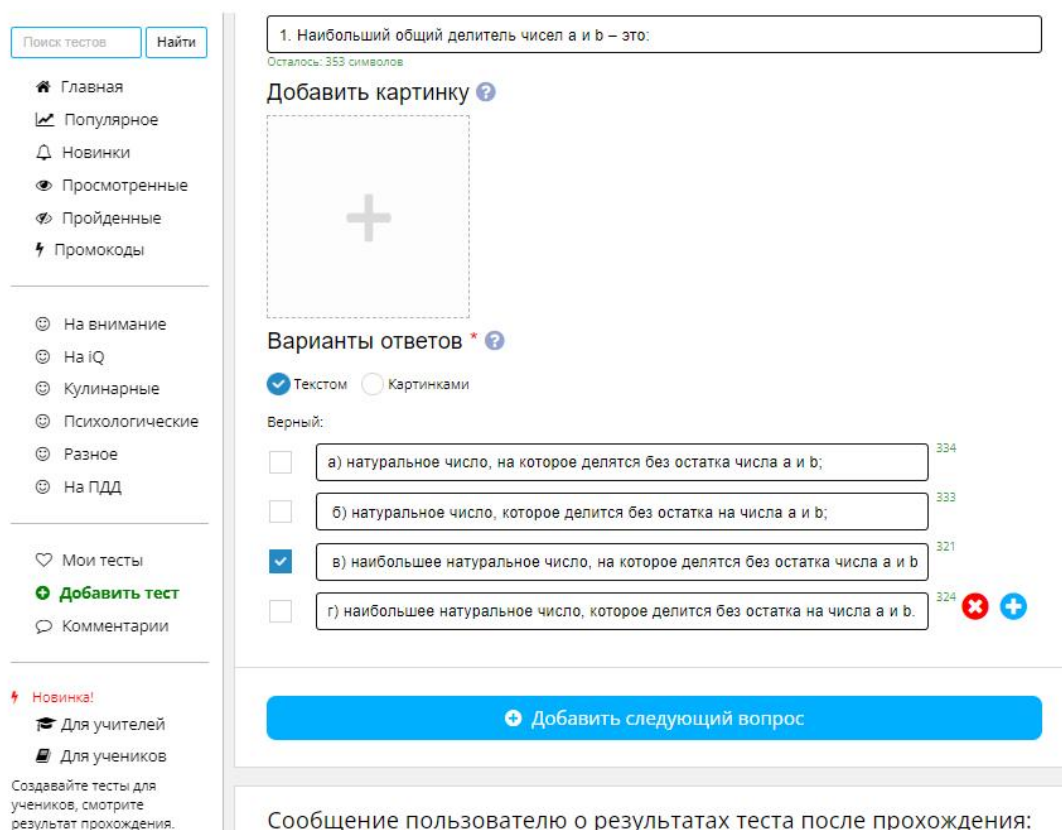 Поиск тестов
Найти
Главная
Популярное
Новинки
Просмотренные
Пройденные
Промокоды
На внимание
На iQ
Кулинарные
Психологические
Разное
На ПДД
Мои тесты
Добавить тест
Комментарии
Новинка!
Для учителей
Для учеников
Создавайте тесты для
учеников, смотрите
результат прохождения.
1. Наибольший общий делитель чисел a и b – это:
Осталось: 353 символов
Добавить картинку ?
Варианты ответов * ?
Текстом Картинками
Верный:
а) натуральное число, на которое делятся без остатка числа a и b; 334
б) натуральное число, которое делится без остатка на числа a и b; 333
в) наибольшее натуральное число, на которое делятся без остатка числа a и b 321
г) наибольшее натуральное число, которое делится без остатка на числа a и b. 324
Добавить следующий вопрос
Сообщение пользователю о результатах теста после прохождения: